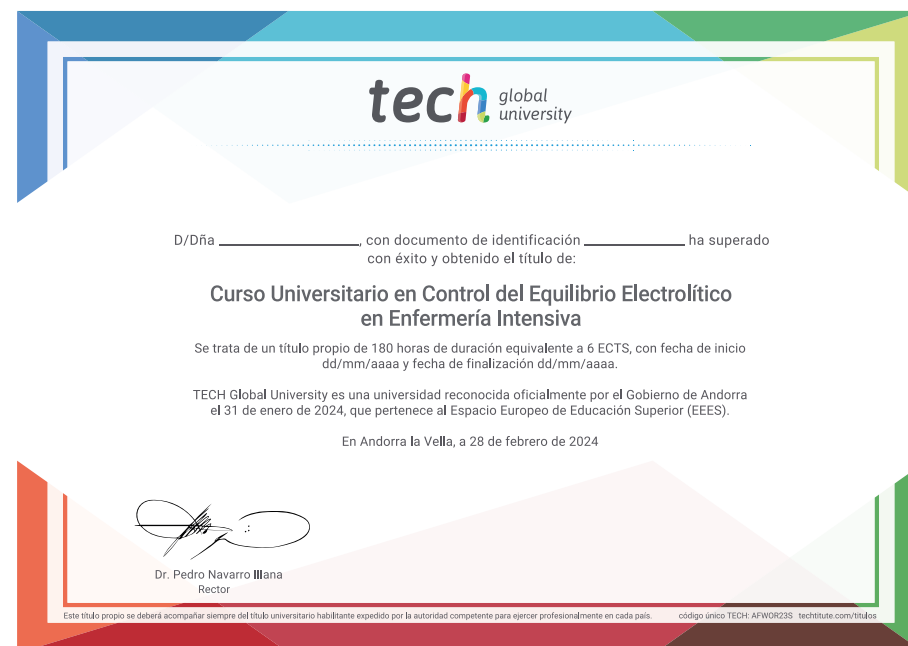 tech global university
D/Dña ____________________, con documento de identificación ______________ ha superado
con éxito y obtenido el título de:
Curso Universitario en Control del Equilibrio Electrolítico
en Enfermería Intensiva
Se trata de un título propio de 180 horas de duración equivalente a 6 ECTS, con fecha de inicio
dd/mm/aaaa y fecha de finalización dd/mm/aaaa.
TECH Global University es una universidad reconocida oficialmente por el Gobierno de Andorra
el 31 de enero de 2024, que pertenece al Espacio Europeo de Educación Superior (EEES).
En Andorra la Vella, a 28 de febrero de 2024
Dr. Pedro Navarro Illana
Rector
Este título propio se deberá acompañar siempre del título universitario habilitante expedido por la autoridad competente para ejercer profesionalmente en cada país. código único TECH: AFWOR23S techtitute.com/titulos